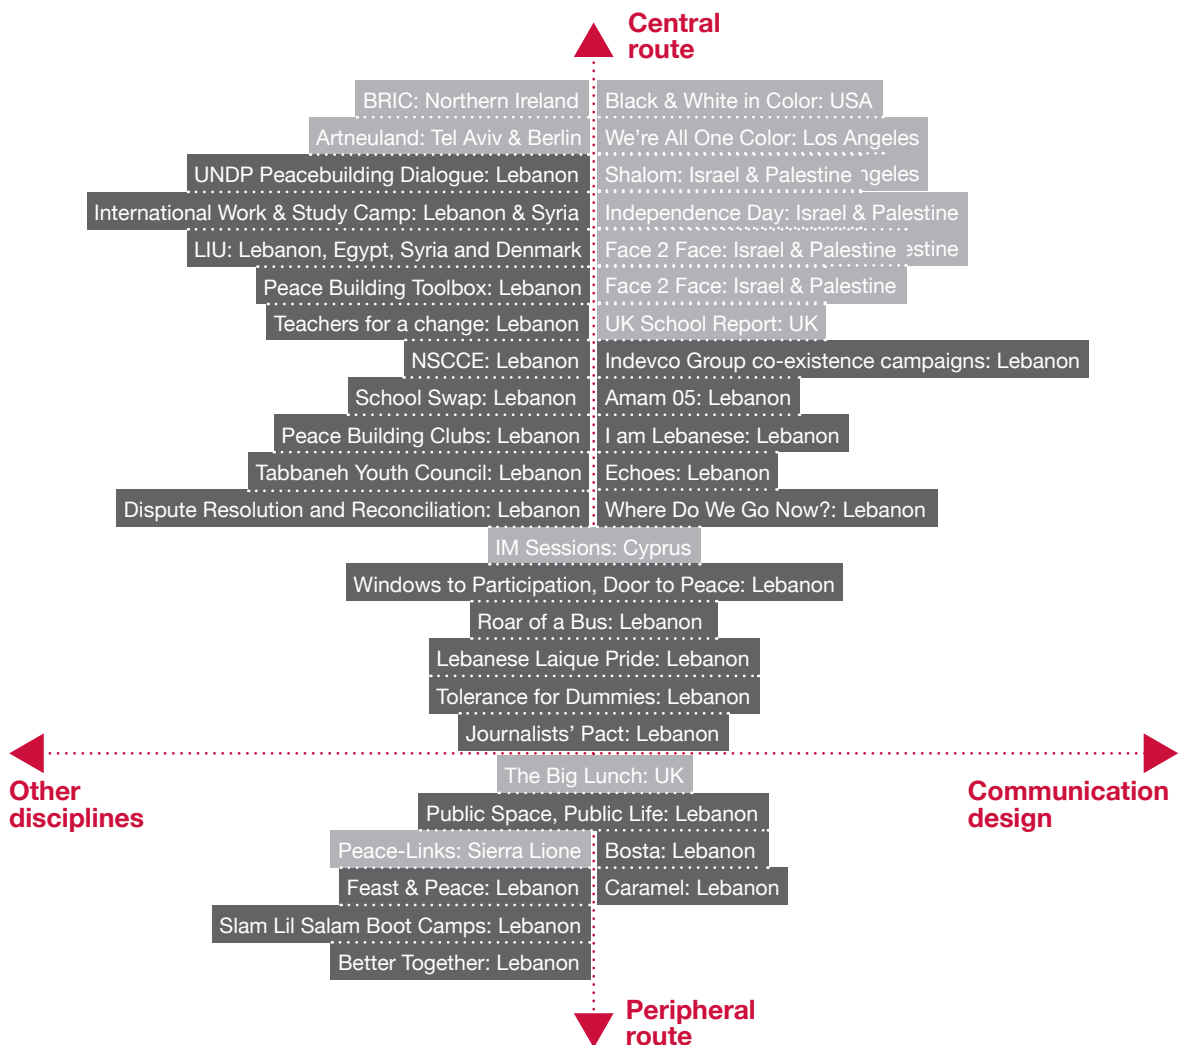 Central
route
BRIC: Northern Ireland
Black & White in Color: USA
Artneuland: Tel Aviv & Berlin
We're All One Color: Los Angeles
UNDP Peacebuilding Dialogue: Lebanon
Shalom: Israel & Palestine
ngeles
International Work & Study Camp: Lebanon & Syria
Independence Day: Israel & Palestine
LIU: Lebanon, Egypt, Syria and Denmark
Face 2 Face: Israel & Palestine
estine
Peace Building Toolbox: Lebanon
Face 2 Face: Israel & Palestine
Teachers for a change: Lebanon
UK School Report: UK
NSCCE: Lebanon
Indevco Group co-existence campaigns: Lebanon
School Swap: Lebanon
Amam 05: Lebanon
Peace Building Clubs: Lebanon
I am Lebanese: Lebanon
Tabbaneh Youth Council: Lebanon
Echoes: Lebanon
Dispute Resolution and Reconciliation: Lebanon
Where Do We Go Now?: Lebanon
IM Sessions: Cyprus
Windows to Participation, Door to Peace: Lebanon
Roar of a Bus: Lebanon
Lebanese Laique Pride: Lebanon
Tolerance for Dummies: Lebanon
Journalists' Pact: Lebanon
Other
disciplines
Communication
design
The Big Lunch: UK
Public Space, Public Life: Lebanon
Peace-Links: Sierra Lione
Bosta: Lebanon
Feast & Peace: Lebanon
Caramel: Lebanon
Slam Lil Salam Boot Camps: Lebanon
Better Together: Lebanon
Peripheral
route